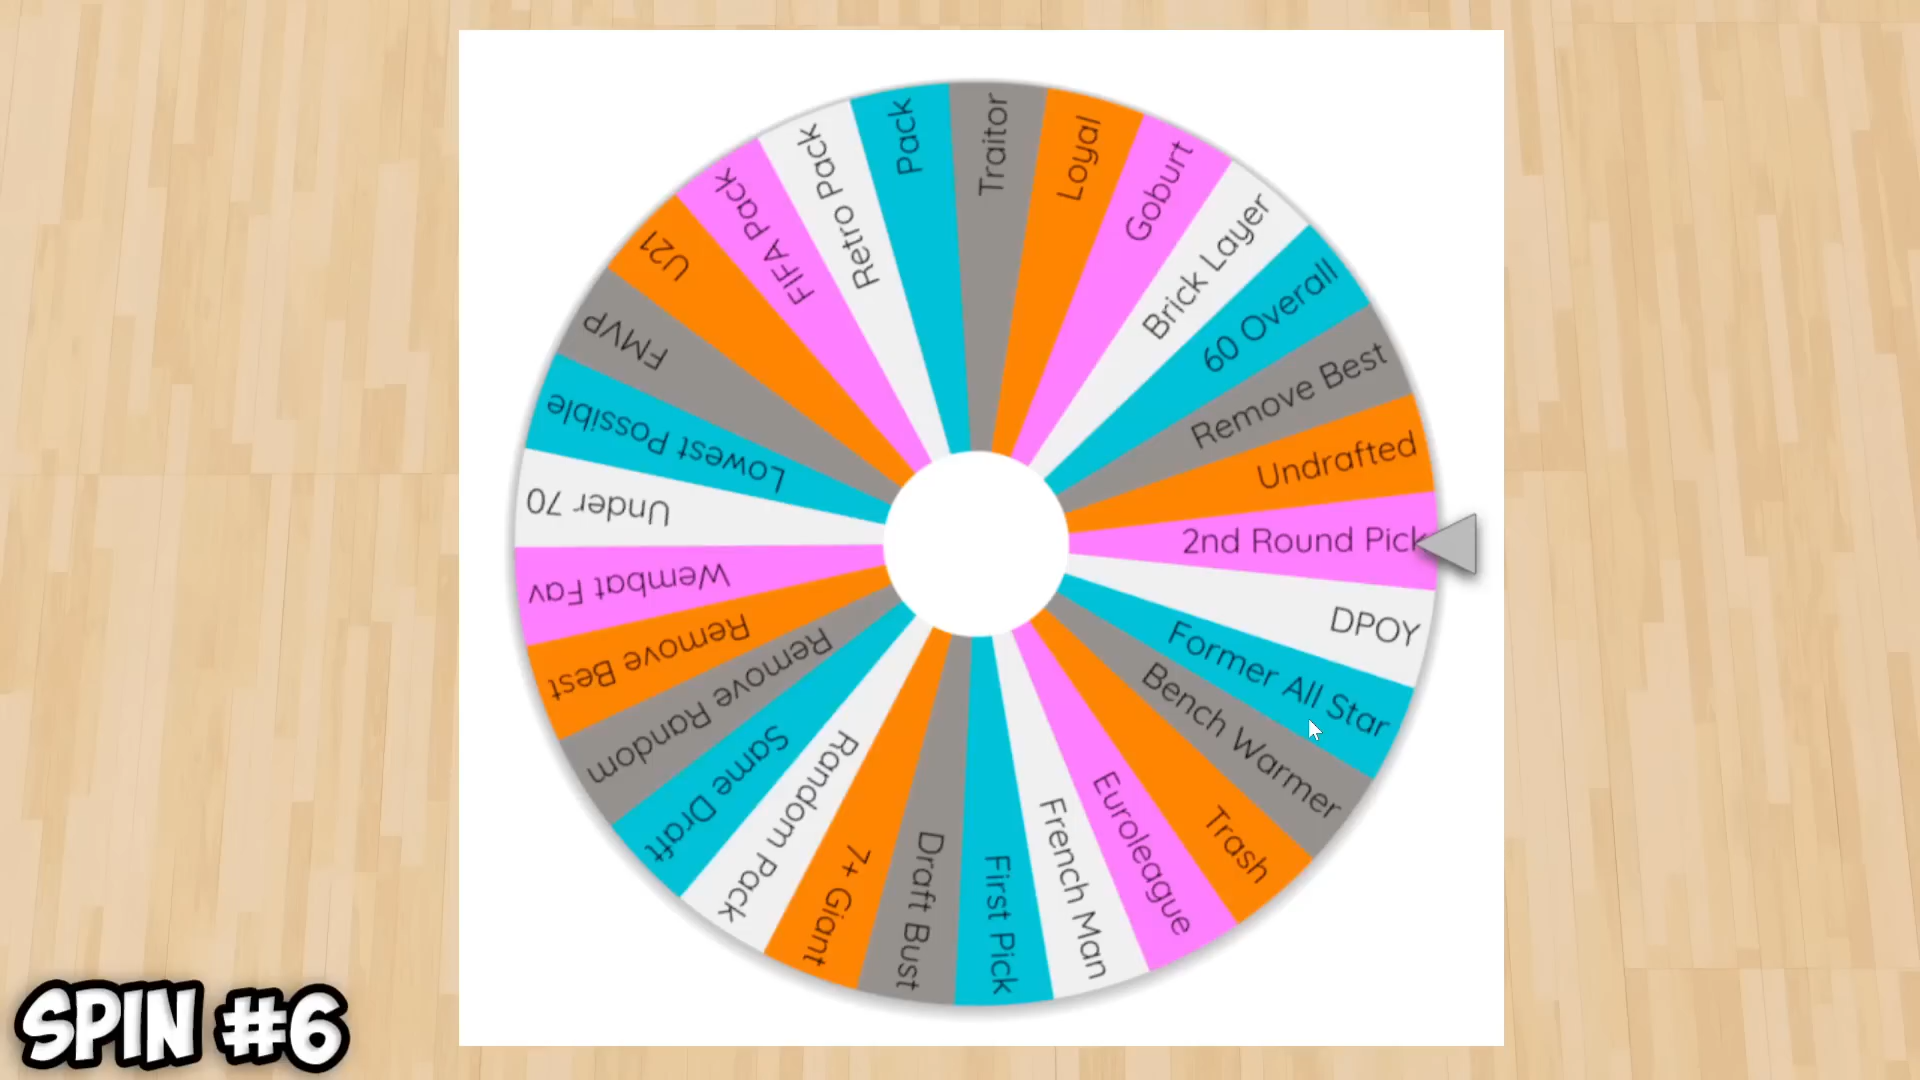 Traitor
Loyal
Goburt
Brick Layer
60 Overall
Remove Best
Undrafted
2nd Round Pick
DPOY
Former All Star
Bench Warmer
Trash
Euroleague
French Man
First Pick
Draft Bust
7+ Giant
Random Pack
Same Draft
Remove Random
Remove Best
Wembat Fav
Under 70
Lowest Possible
FMVP
U21
FIFA Pack
Retro Pack
Pack
SPIN #6